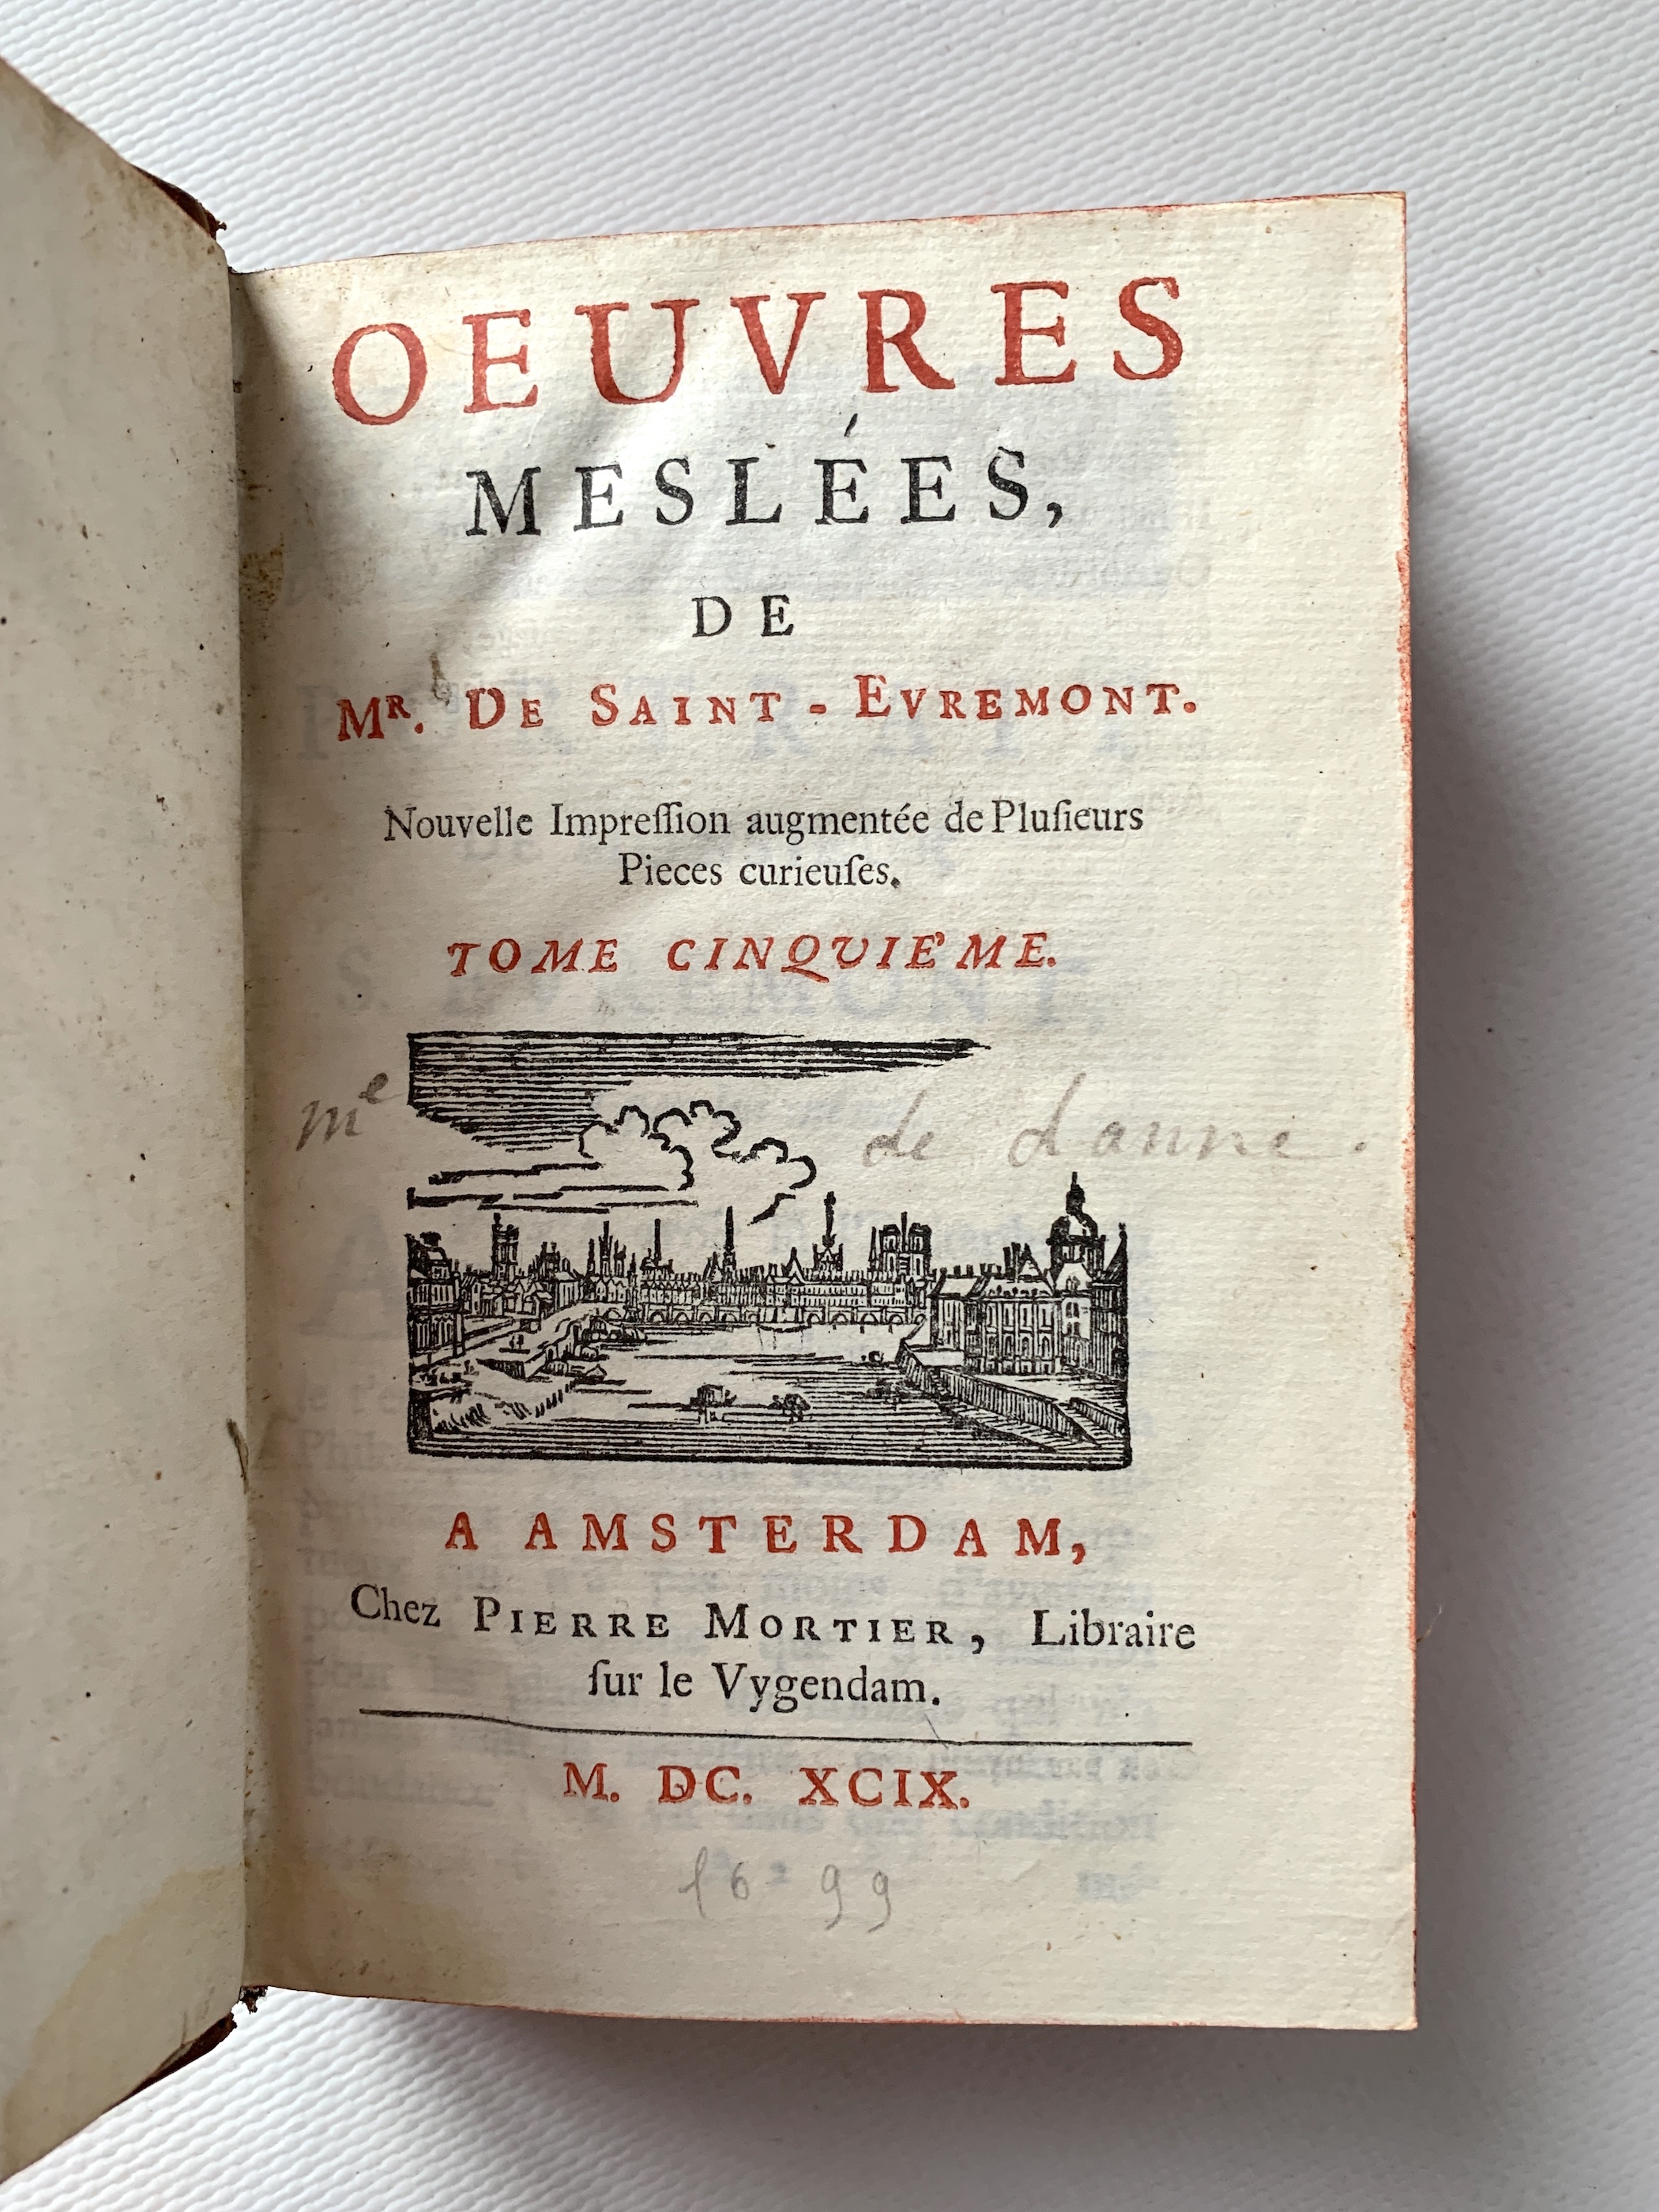 OEUVRES
MESLÉES,
DE
MR. DE SAINT-EVREMONT.
Nouvelle Impreſſion augmentée de Pluſieurs
Pieces curieuſes.
TOME CINQUIE'ME.
me de
A AMSTERDAM,
Chez PIERRE MORTIER, Libraire
ſur le Vygendam.
M. DC. XCIX.
1699